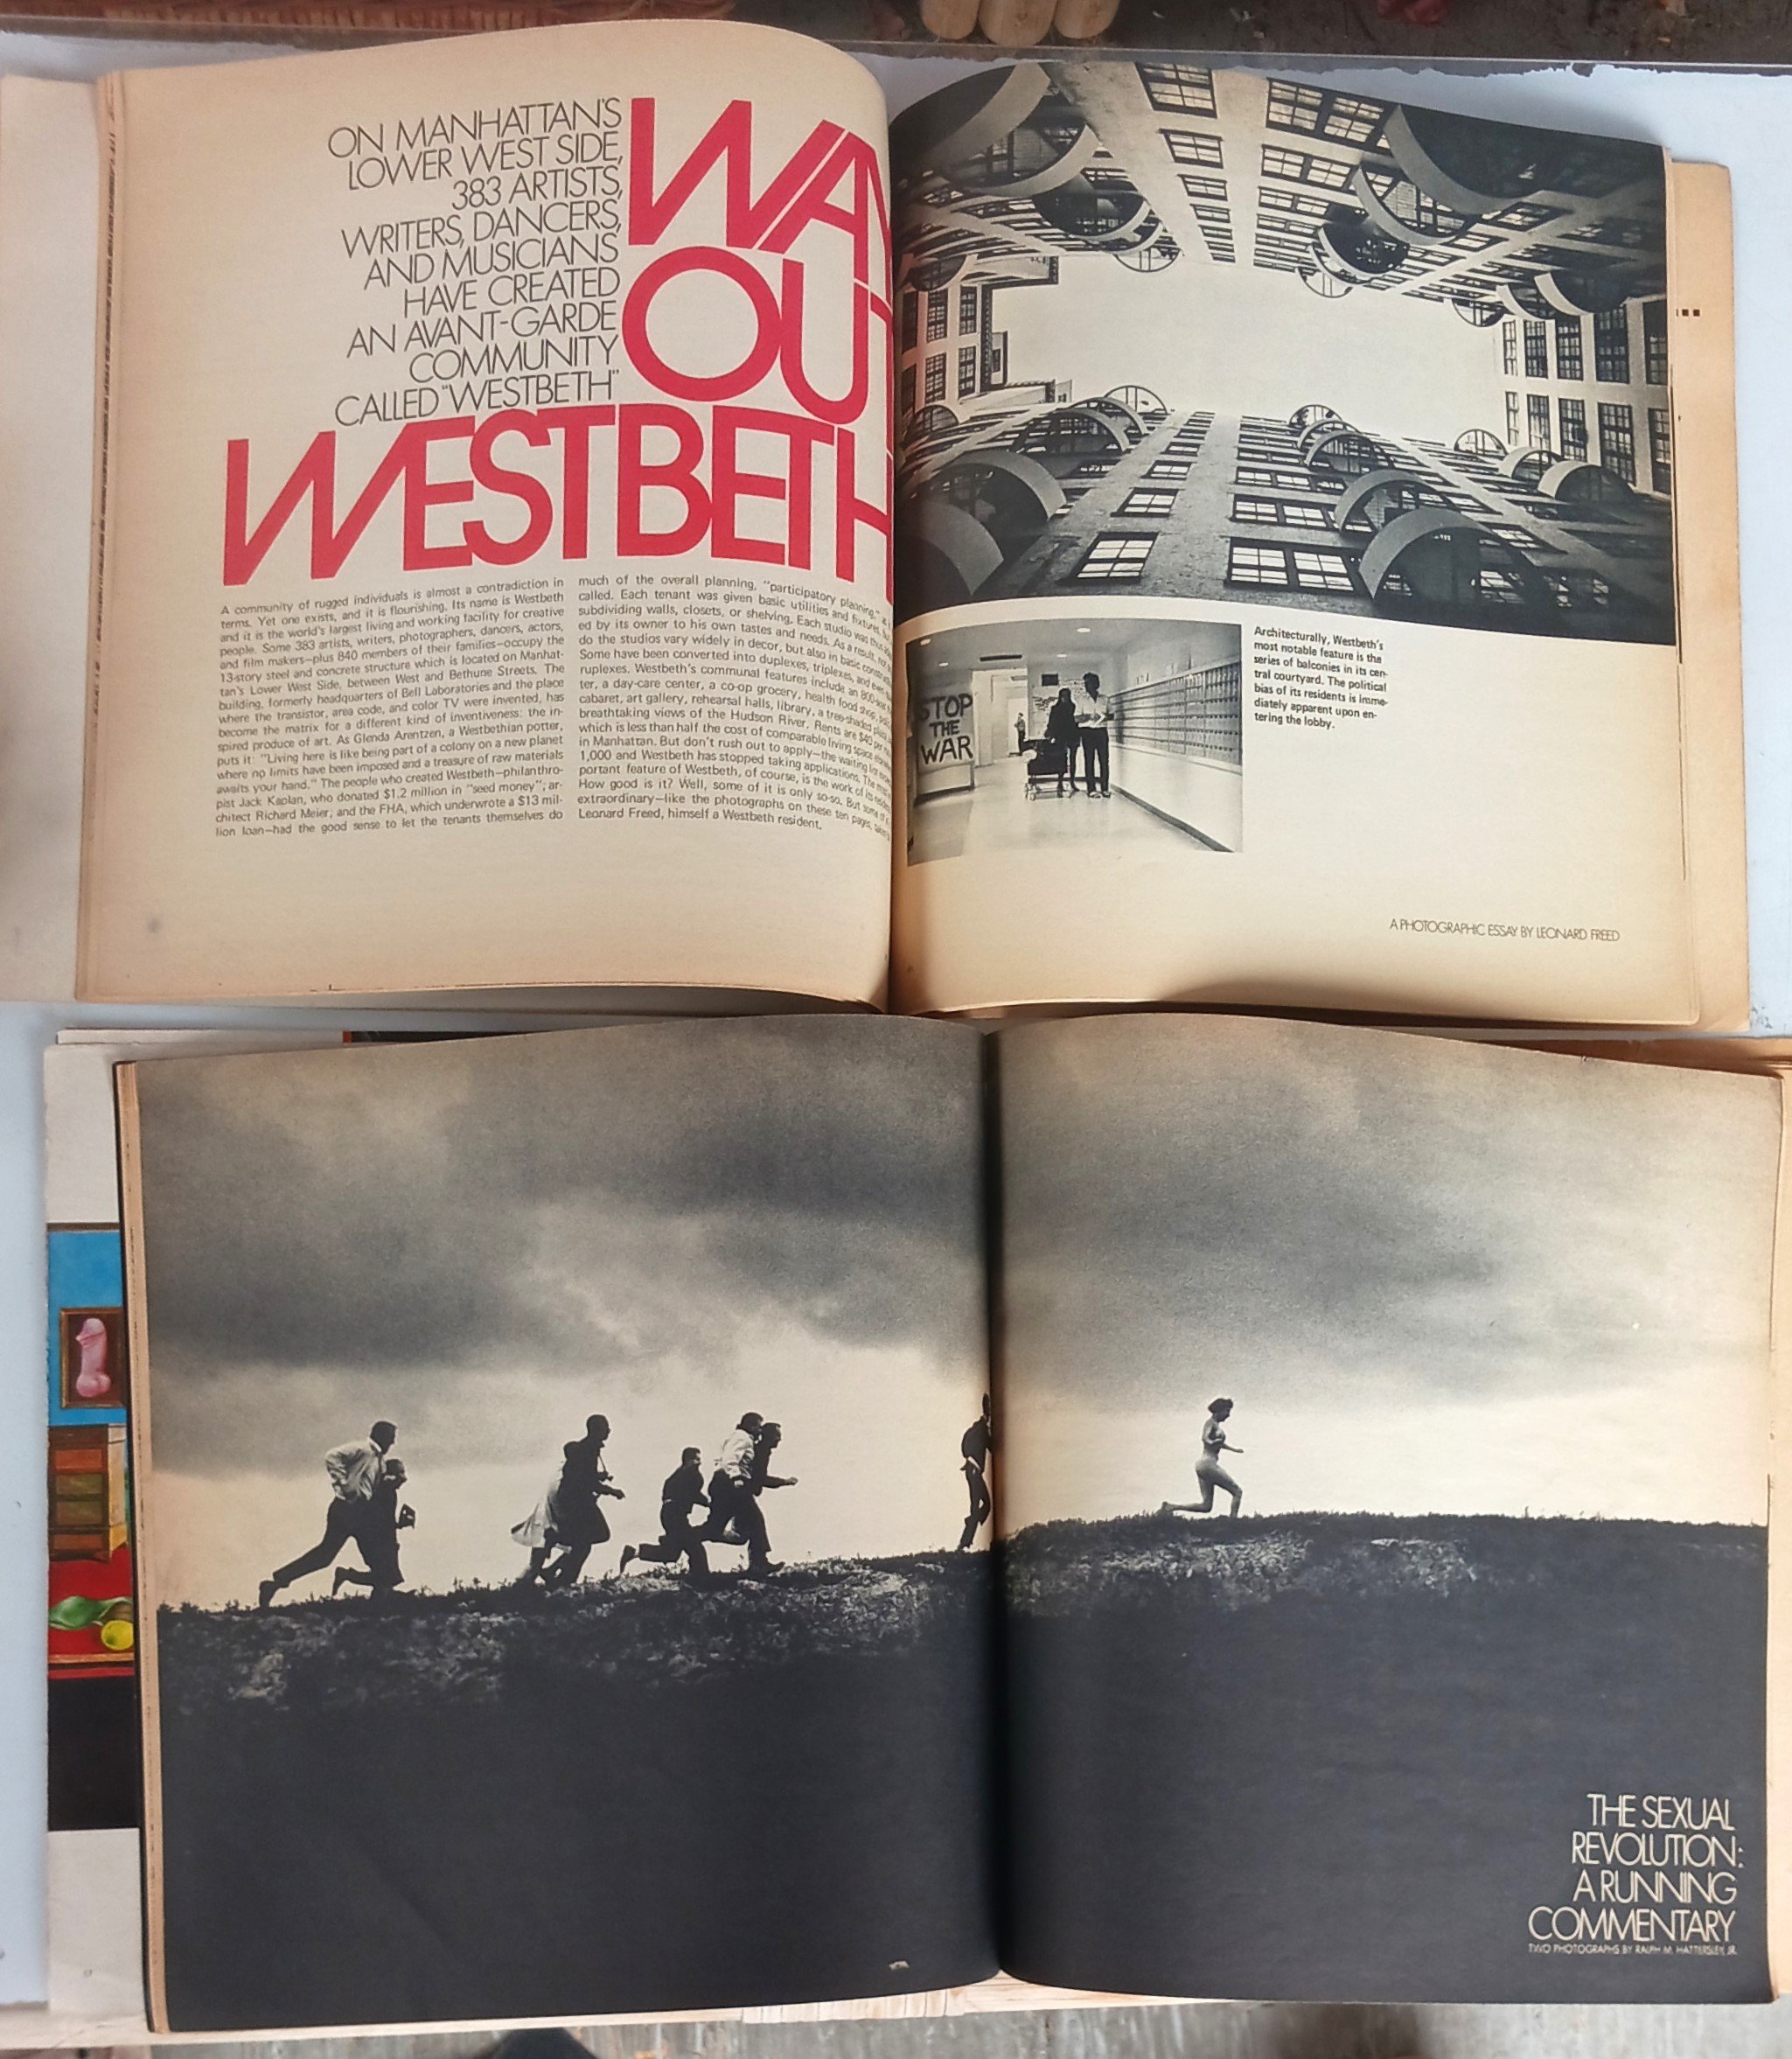 ON MANHATTAN'S
LOWER WEST SIDE,
383 ARTISTS,
WRITERS, DANCERS,
AND MUSICIANS
HAVE CREATED
AN AVANT-GARDE
COMMUNITY
CALLED "WESTBETH"
WAY
OUT
WESTBETH
A community of rugged individuals is almost a contradiction in
terms. Yet one exists, and it is flourishing. Its name is Westbeth
and it is the world's largest living and working facility for creative
people. Some 383 artists, writers, photographers, dancers, actors,
and film makers—plus 840 members of their families—occupy the
13-story steel and concrete structure which is located on Manhat-
tan's Lower West Side, between West and Bethune Streets. The
building, formerly headquarters of Bell Laboratories and the place
where the transistor, area code, and color TV were invented, has
become the matrix for a different kind of inventiveness: the in-
spired produce of art. As Glenda Arentzen, a Westbethian potter,
puts it: "Living here is like being part of a colony on a new planet
where no limits have been imposed and a treasure of raw materials
awaits your hand." The people who created Westbeth—philanthro-
pist Jack Kaplan, who donated $1.2 million in "seed money"; ar-
chitect Richard Meier; and the FHA, which underwrote a $13 mil-
lion loan—had the good sense to let the tenants themselves do
much of the overall planning, "participatory planning,"
called. Each tenant was given basic utilities and fixtures,
subdividing walls, closets, or shelving. Each studio was thus
ed by its owner to his own tastes and needs. As a result, not
do the studios vary widely in decor, but also in basic
Some have been converted into duplexes, triplexes, and even
ruplexes. Westbeth's communal features include an 800-seat
ter, a day-care center, a co-op grocery, health food shop,
cabaret, art gallery, rehearsal halls, library, a tree-shaded
breathtaking views of the Hudson River. Rents are $40 per
which is less than half the cost of comparable living space
in Manhattan. But don't rush out to apply—the waiting list
1,000 and Westbeth has stopped taking applications. The
portant feature of Westbeth, of course, is the work of its
How good is it? Well, some of it is only so-so. But some of
extraordinary—like the photographs on these ten pages,
Leonard Freed, himself a Westbeth resident.
STOP
THE
WAR
Architecturally, Westbeth's
most notable feature is the
series of balconies in its cen-
tral courtyard. The political
bias of its residents is imme-
diately apparent upon en-
tering the lobby.
A PHOTOGRAPHIC ESSAY BY LEONARD FREED
THE SEXUAL
REVOLUTION:
A RUNNING
COMMENTARY
TWO PHOTOGRAPHS BY RALPH M. HATTERSLEY, JR.